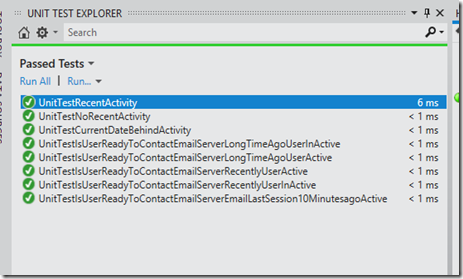 UNIT TEST EXPLORER
Search
Passed Tests
Run All | Run...
UnitTestRecentActivity 6 ms
UnitTestNoRecentActivity < 1 ms
UnitTestCurrentDateBehindActivity < 1 ms
UnitTestIsUserReadyToContactEmailServerLongTimeAgoUserInActive < 1 ms
UnitTestIsUserReadyToContactEmailServerLongTimeAgoUserActive < 1 ms
UnitTestIsUserReadyToContactEmailServerRecentlyUserActive < 1 ms
UnitTestIsUserReadyToContactEmailServerRecentlyUserInActive < 1 ms
UnitTestIsUserReadyToContactEmailServerEmailLastSession10MinutesagoActive < 1 ms